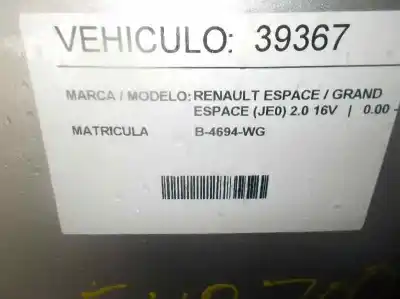 VEHICULO: 39367
MARCA / MODELO: RENAULT ESPACE / GRAND
ESPACE (JE0) 2.0 16V | 0.00 -
MATRICULA B-4694-WG